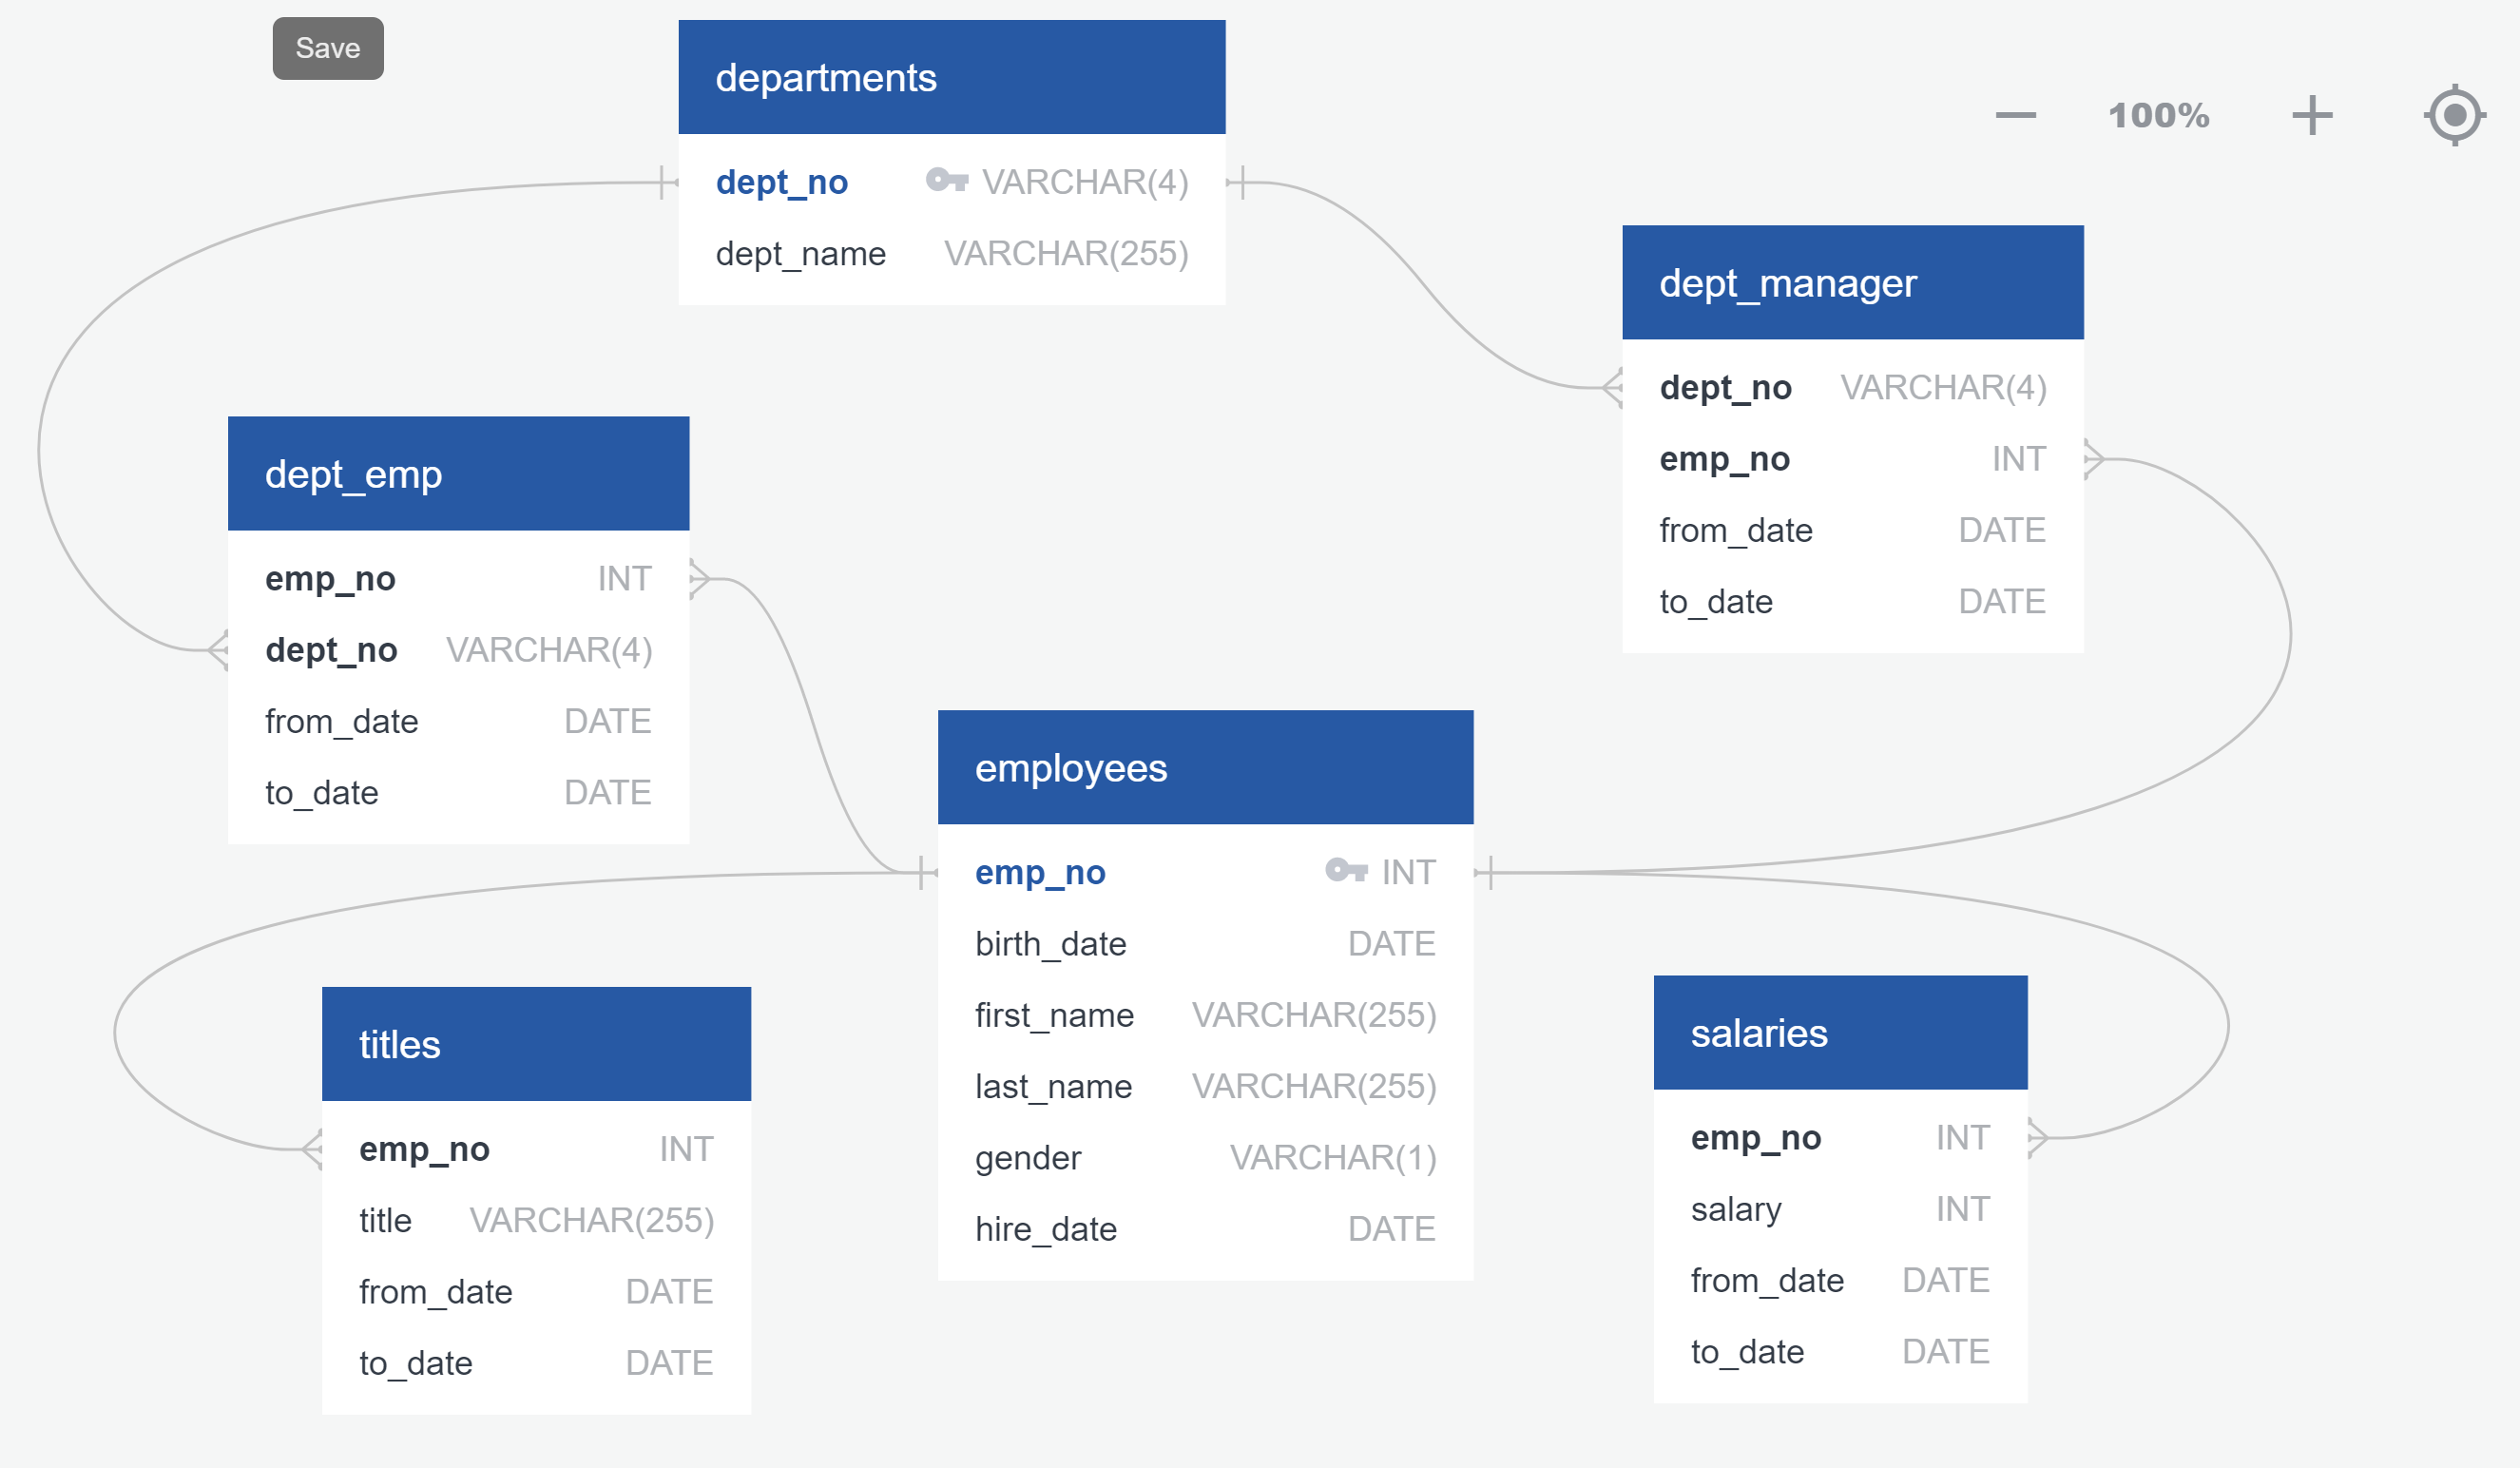 Save
100%
departments
dept_no VARCHAR(4)
dept_name VARCHAR(255)
dept_manager
dept_no VARCHAR(4)
emp_no INT
from_date DATE
to_date DATE
dept_emp
emp_no INT
dept_no VARCHAR(4)
from_date DATE
to_date DATE
employees
emp_no INT
birth_date DATE
first_name VARCHAR(255)
last_name VARCHAR(255)
gender VARCHAR(1)
hire_date DATE
titles
emp_no INT
title VARCHAR(255)
from_date DATE
to_date DATE
salaries
emp_no INT
salary INT
from_date DATE
to_date DATE